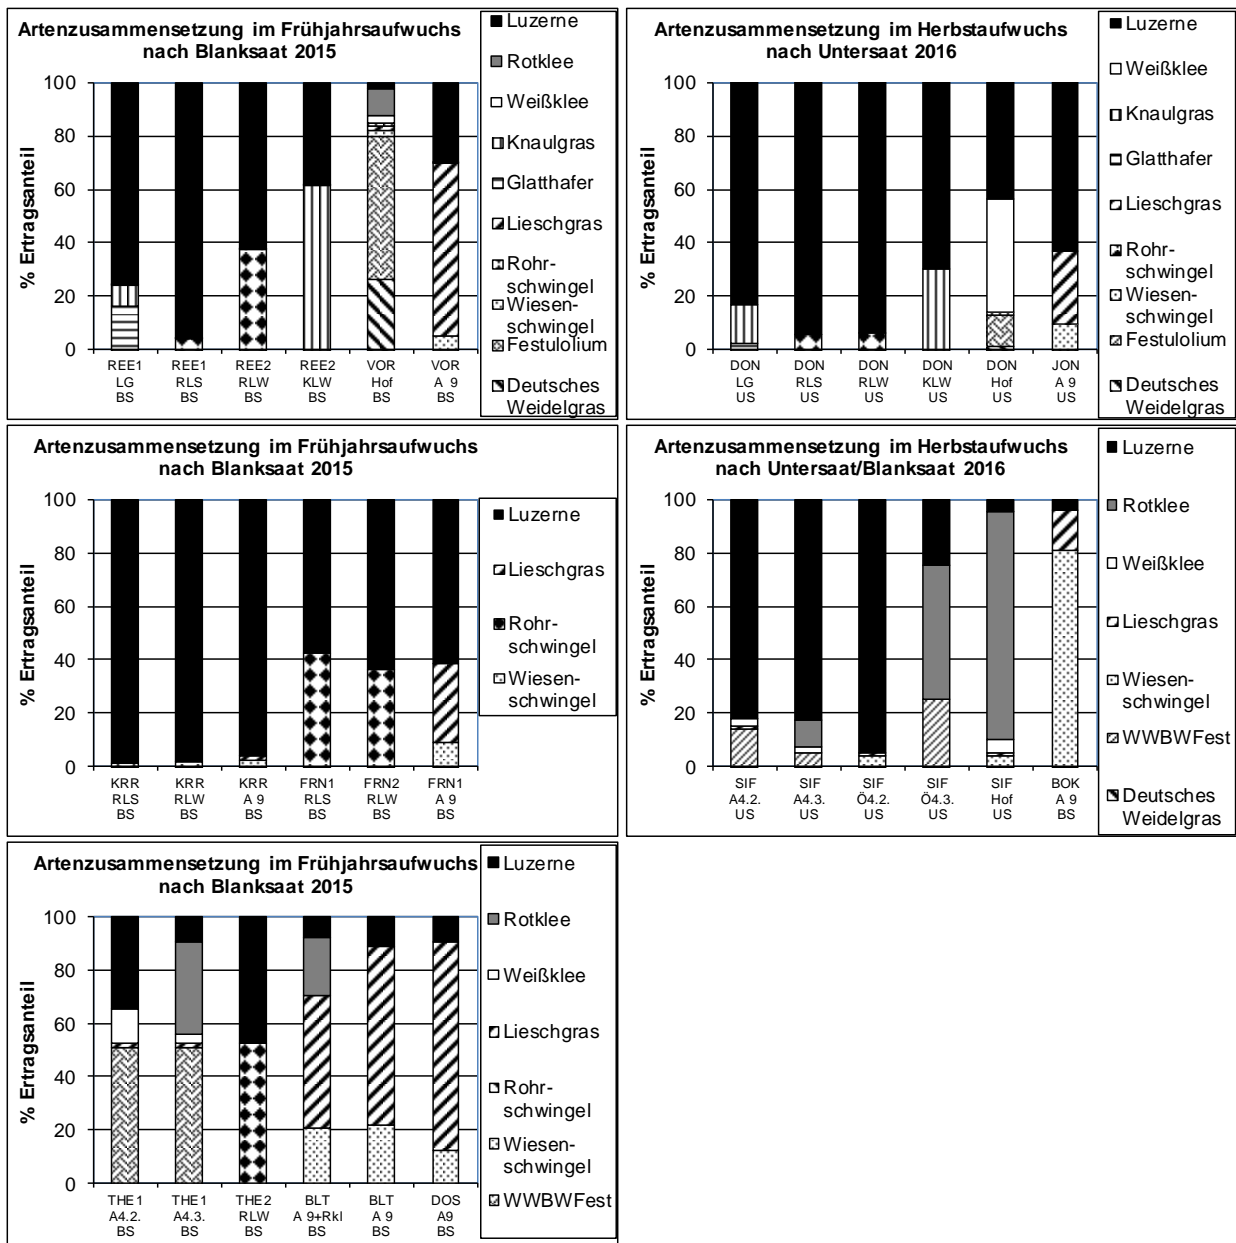 Artenzusammensetzung im Frühjahrsaufwuchs
nach Blanksaat 2015
% Ertragsanteil
100
80
60
40
20
0
REE1 REE1 REE2 REE2 VOR VOR
LG RLS RLW KLW Hof A 9
BS BS BS BS BS BS
Luzerne
Rotklee
Weißklee
Knaulgras
Glatthafer
Lieschgras
Rohr-
schwingel
Wiesen-
schwingel
Festulolium
Deutsches
Weidelgras
Artenzusammensetzung im Herbstaufwuchs
nach Untersaat 2016
% Ertragsanteil
100
80
60
40
20
0
DON DON DON DON DON JON
LG RLS RLW KLW Hof A 9
US US US US US US
Luzerne
Weißklee
Knaulgras
Glatthafer
Lieschgras
Rohr-
schwingel
Wiesen-
schwingel
Festulolium
Deutsches
Weidelgras
Artenzusammensetzung im Frühjahrsaufwuchs
nach Blanksaat 2015
% Ertragsanteil
100
80
60
40
20
0
KRR KRR KRR FRN1 FRN2 FRN1
RLS RLW A 9 RLS RLW A 9
BS BS BS BS BS BS
Luzerne
Lieschgras
Rohr-
schwingel
Wiesen-
schwingel
Artenzusammensetzung im Herbstaufwuchs
nach Untersaat/Blanksaat 2016
% Ertragsanteil
100
80
60
40
20
0
SIF SIF SIF SIF SIF BOK
A4.2. A4.3. Ö4.2. Ö4.3. Hof A 9
US US US US US BS
Luzerne
Rotklee
Weißklee
Lieschgras
Wiesen-
schwingel
WWBWFest
Deutsches
Weidelgras
Artenzusammensetzung im Frühjahrsaufwuchs
nach Blanksaat 2015
% Ertragsanteil
100
80
60
40
20
0
THE1 THE1 THE2 BLT BLT DOS
A4.2. A4.3. RLW A 9+Rkl A 9 A9
BS BS BS BS BS BS
Luzerne
Rotklee
Weißklee
Lieschgras
Rohr-
schwingel
Wiesen-
schwingel
WWBWFest